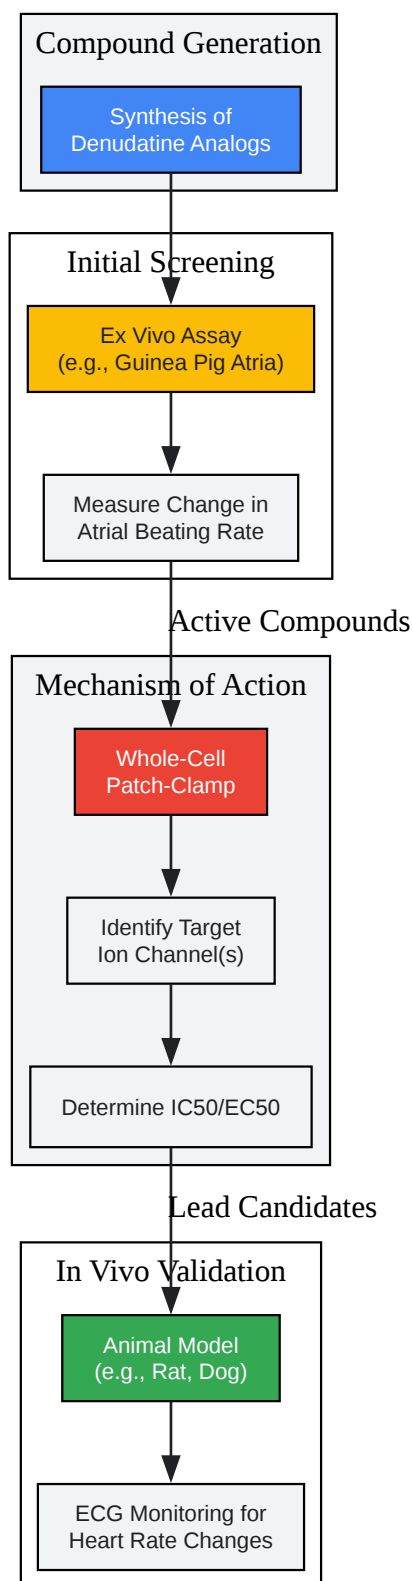 Compound Generation
Synthesis of
Denudatine Analogs
Initial Screening
Ex Vivo Assay
(e.g., Guinea Pig Atria)
Measure Change in
Atrial Beating Rate
Active Compounds
Mechanism of Action
Whole-Cell
Patch-Clamp
Identify Target
Ion Channel(s)
Determine IC50/EC50
Lead Candidates
In Vivo Validation
Animal Model
(e.g., Rat, Dog)
ECG Monitoring for
Heart Rate Changes